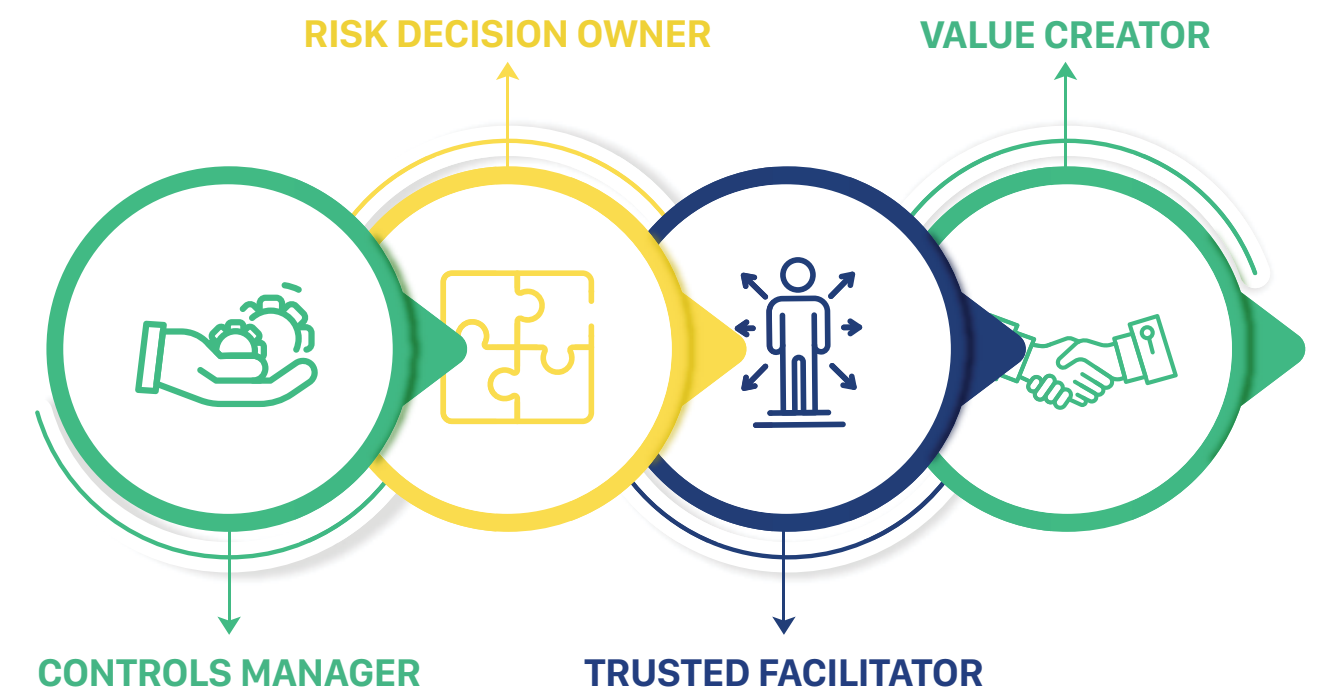 RISK DECISION OWNER
VALUE CREATOR
CONTROLS MANAGER
TRUSTED FACILITATOR